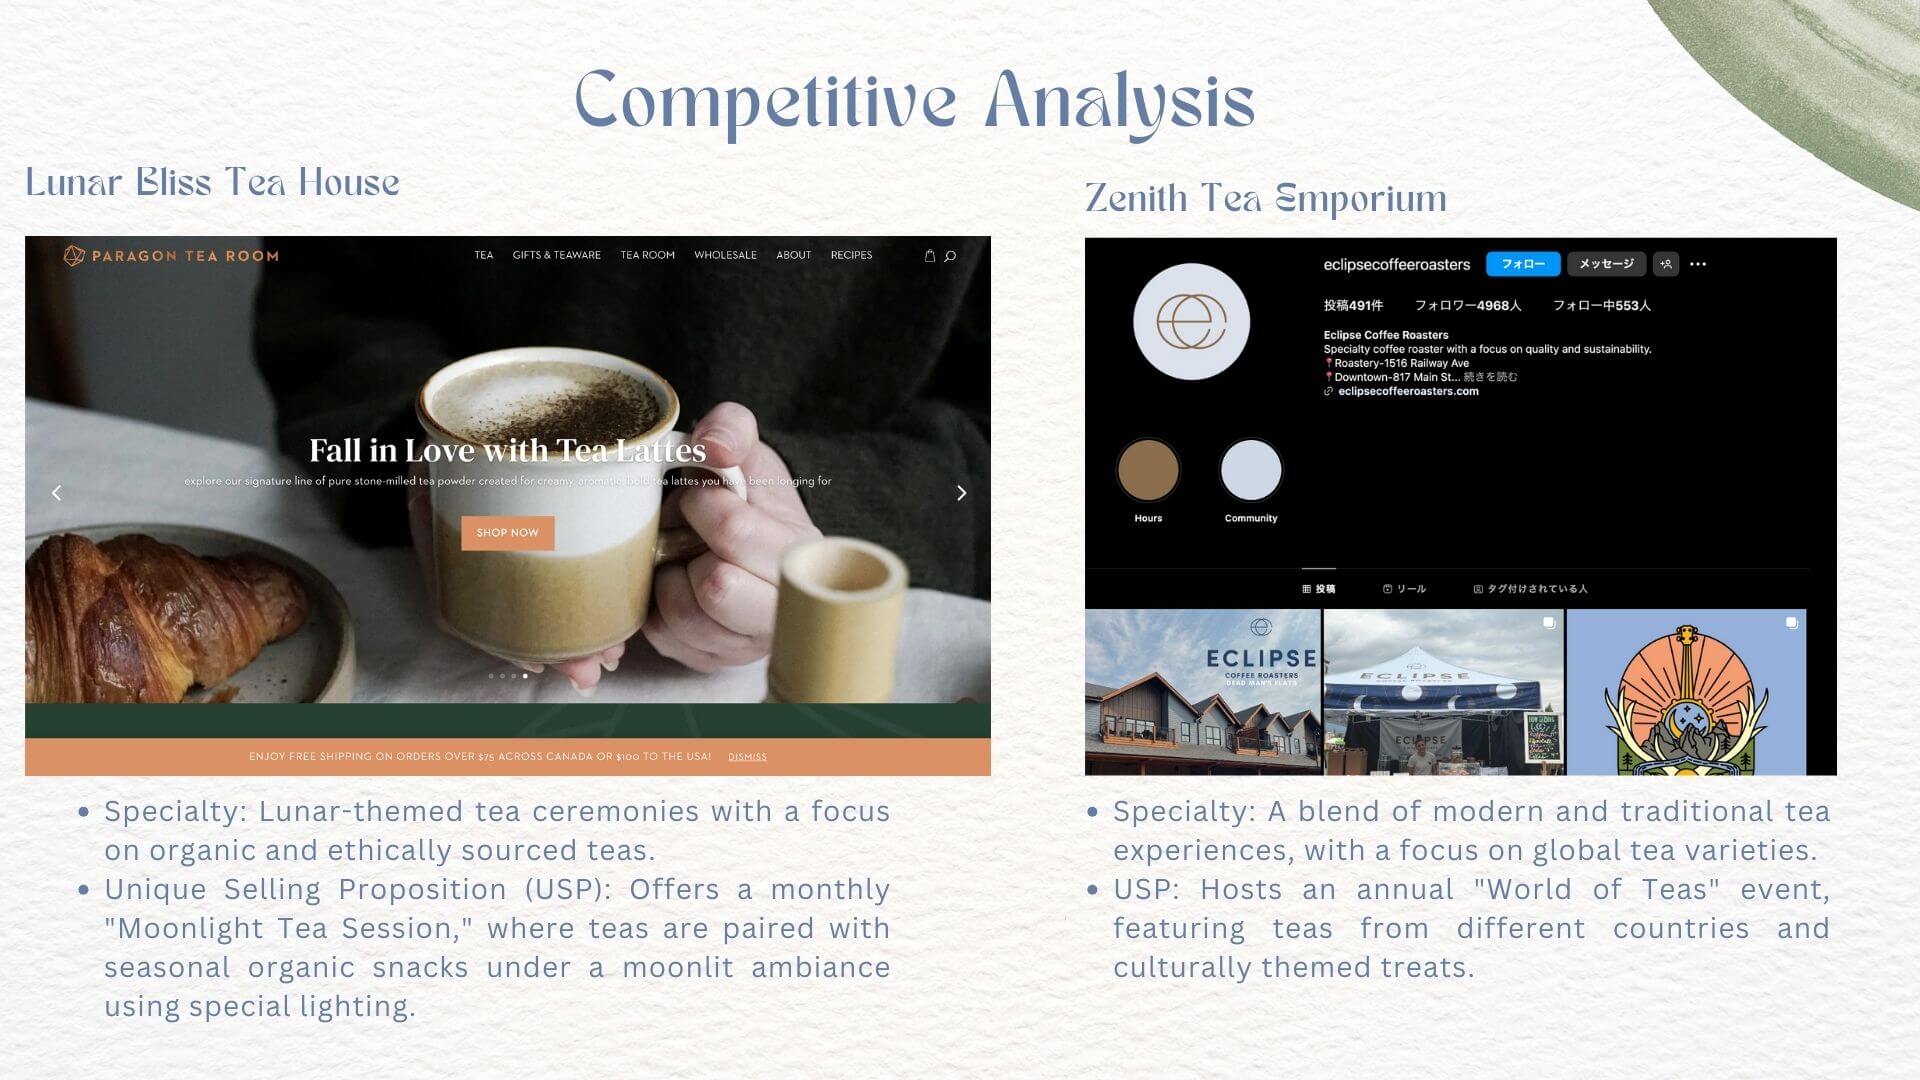 Competitive Analysis
Lunar Bliss Tea House
PARAGON TEA ROOM
TEA GIFTS & TEAWARE TEA ROOM WHOLESALE ABOUT RECIPES
Fall in Love with Tea Lattes
explore our signature line of pure stone-milled tea powder created for creamy, aromatic, bold tea lattes you have been longing for
SHOP NOW
ENJOY FREE SHIPPING ON ORDERS OVER $75 ACROSS CANADA OR $100 TO THE USA! DISMISS
• Specialty: Lunar-themed tea ceremonies with a focus
on organic and ethically sourced teas.
• Unique Selling Proposition (USP): Offers a monthly
"Moonlight Tea Session," where teas are paired with
seasonal organic snacks under a moonlit ambiance
using special lighting.
Zenith Tea Emporium
eclipsecoffeeroasters フォロー メッセージ
投稿491件 フォロワー4968人 フォロー中553人
Eclipse Coffee Roasters
Specialty coffee roaster with a focus on quality and sustainability.
📍Roastery-1516 Railway Ave
📍Downtown-817 Main St... 続きを読む
eclipsecoffeeroasters.com
Hours Community
投稿 リール タグ付けされている人
ECLIPSE
COFFEE ROASTERS
DEAD MAN'S FLATS
ECLIPSE
COFFEE ROASTERS
ECLIPSE
• Specialty: A blend of modern and traditional tea
experiences, with a focus on global tea varieties.
• USP: Hosts an annual "World of Teas" event,
featuring teas from different countries and
culturally themed treats.